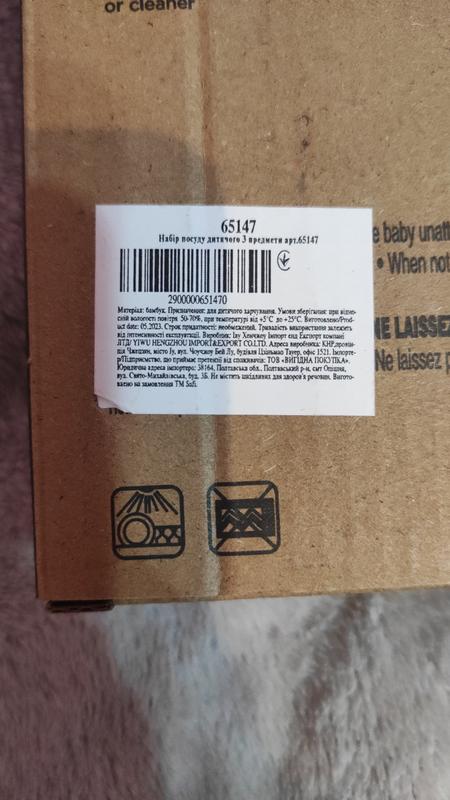 or cleaner
65147
Набір посуду дитячого 3 предмети арт.65147
2900000651470
Матеріал: бамбук. Призначення: для дитячого харчування. Умови зберігання: при відно-
сній вологості повітря 50-70%, при температурі від +5°C до +25°C. Виготовлено/Prod-
uct date: 05.2023. Строк придатності: необмежений. Тривалість використання залежить
від інтенсивності експлуатації. Виробник: Іву Хенчжоу Імпорт енд Експорт компані
ЛТД/ YIWU HENGZHOU IMPORT&EXPORT CO.LTD. Адреса виробника: КНР,провін-
ція Чжецзян, місто Іу, вул. Чоучжоу Бей Лу, будівля Цзіньмао Тауер, офіс 1521. Імпорте-
р/Підприємство, що приймає претензії від споживачів: ТОВ «ВИГІДНА ПОКУПКА».
Юридична адреса імпортера: 38164, Полтавська обл., Полтавський р-н, смт Опішня,
вул. Свято-Михайлівська, буд. 3Б. Не містить шкідливих для здоров'я речовин. Виго-
влено на замовлення ТМ
e baby unatt
• When not
NE LAISSEZ
Ne laissez p